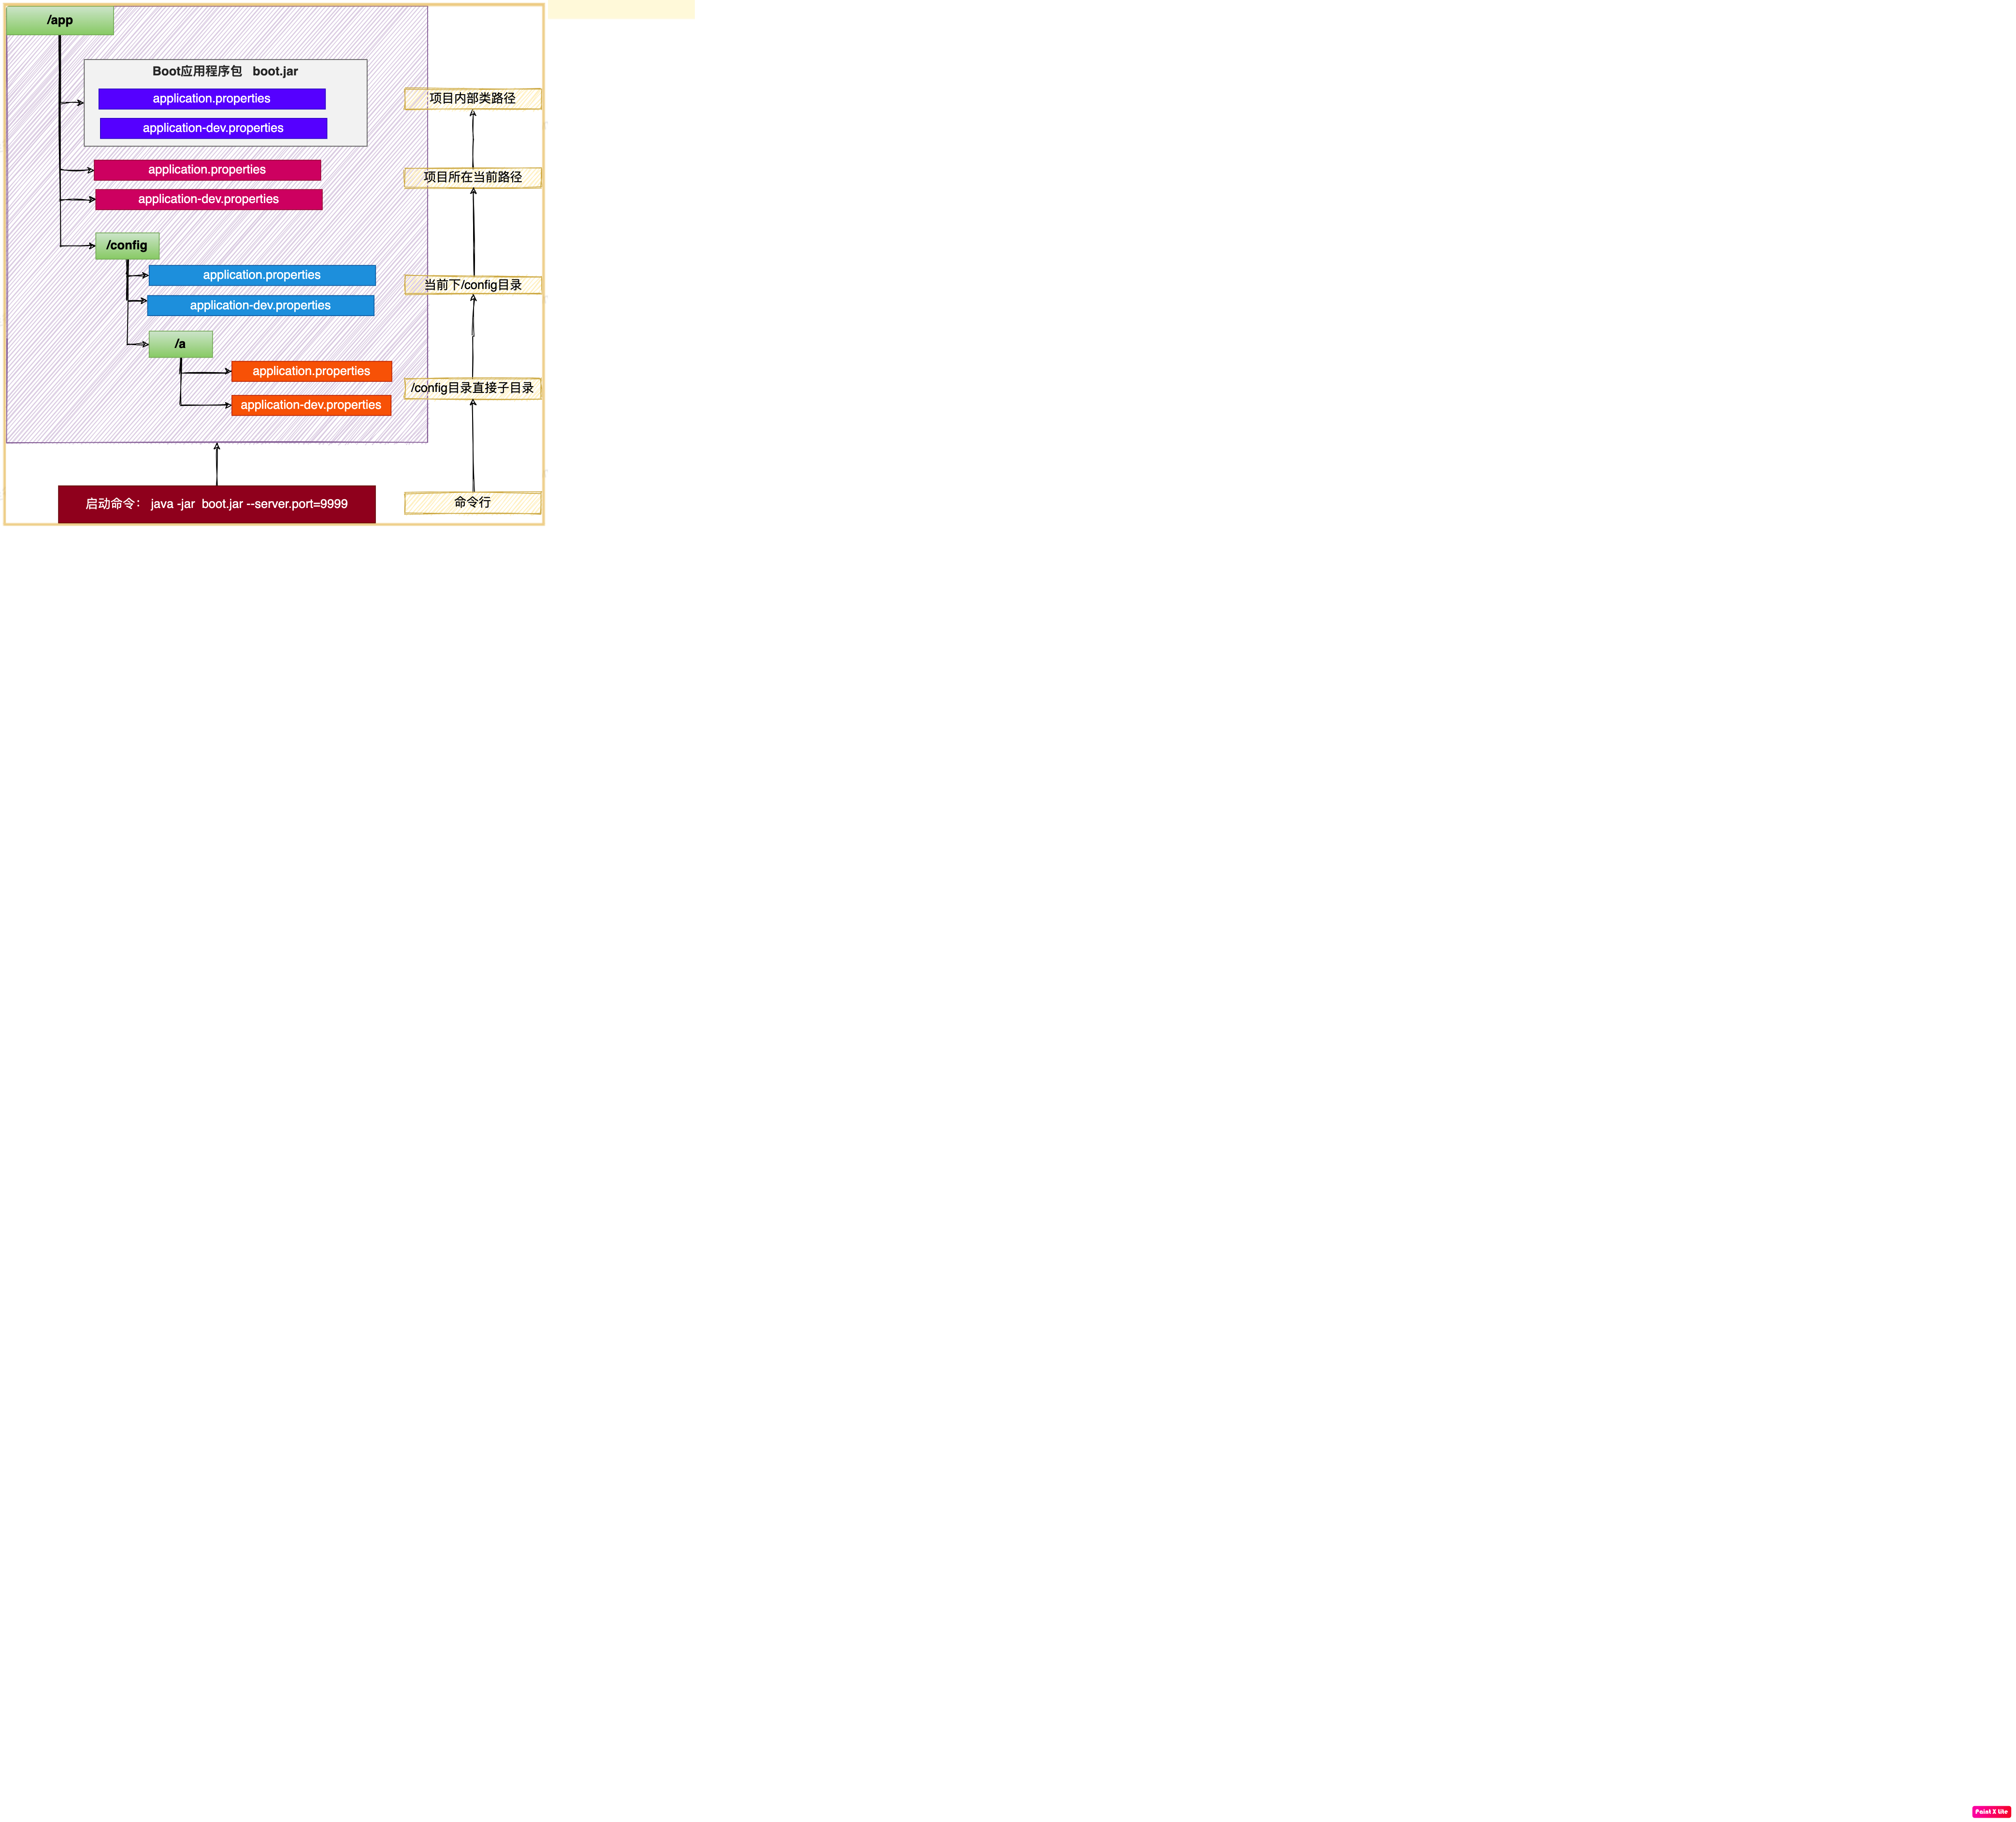 /app
Boot应用程序包 boot.jar
application.properties
application-dev.properties
application.properties
application-dev.properties
/config
application.properties
application-dev.properties
/a
application.properties
application-dev.properties
启动命令： java -jar boot.jar --server.port=9999
项目内部类路径
项目所在当前路径
当前下/config目录
/config目录直接子目录
命令行
Paint X Lite